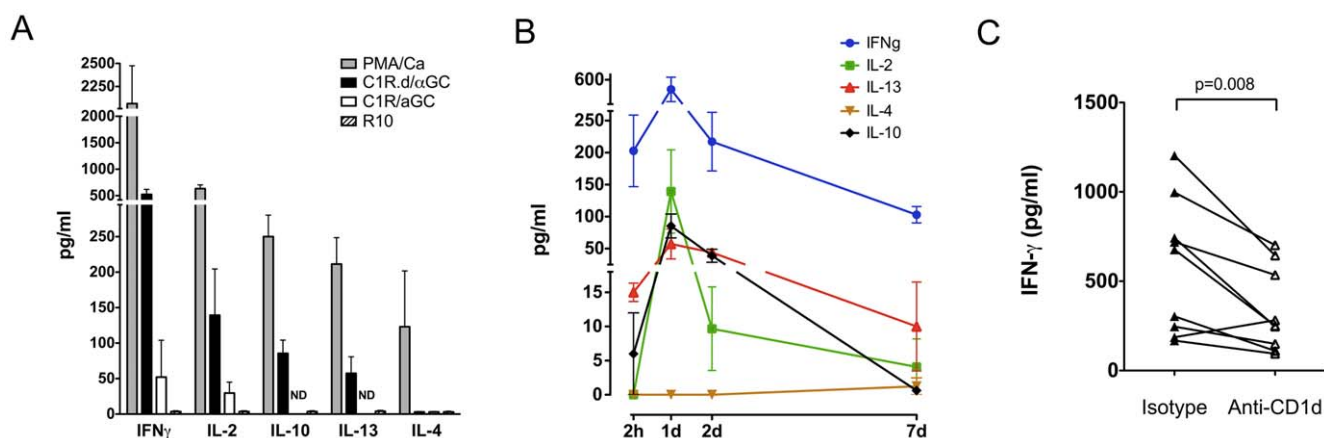 A
pg/ml
2500
2250
2000
1500
1000
500
250
200
150
100
50
0
PMA/Ca
C1R.d/αGC
C1R/aGC
R10
ND
ND
IFNγ IL-2 IL-10 IL-13 IL-4
B
pg/ml
600
250
200
150
100
50
15
10
5
0
IFNg
IL-2
IL-13
IL-4
IL-10
2h 1d 2d 7d
C
p=0.008
IFN-γ (pg/ml)
1500
1000
500
0
Isotype Anti-CD1d